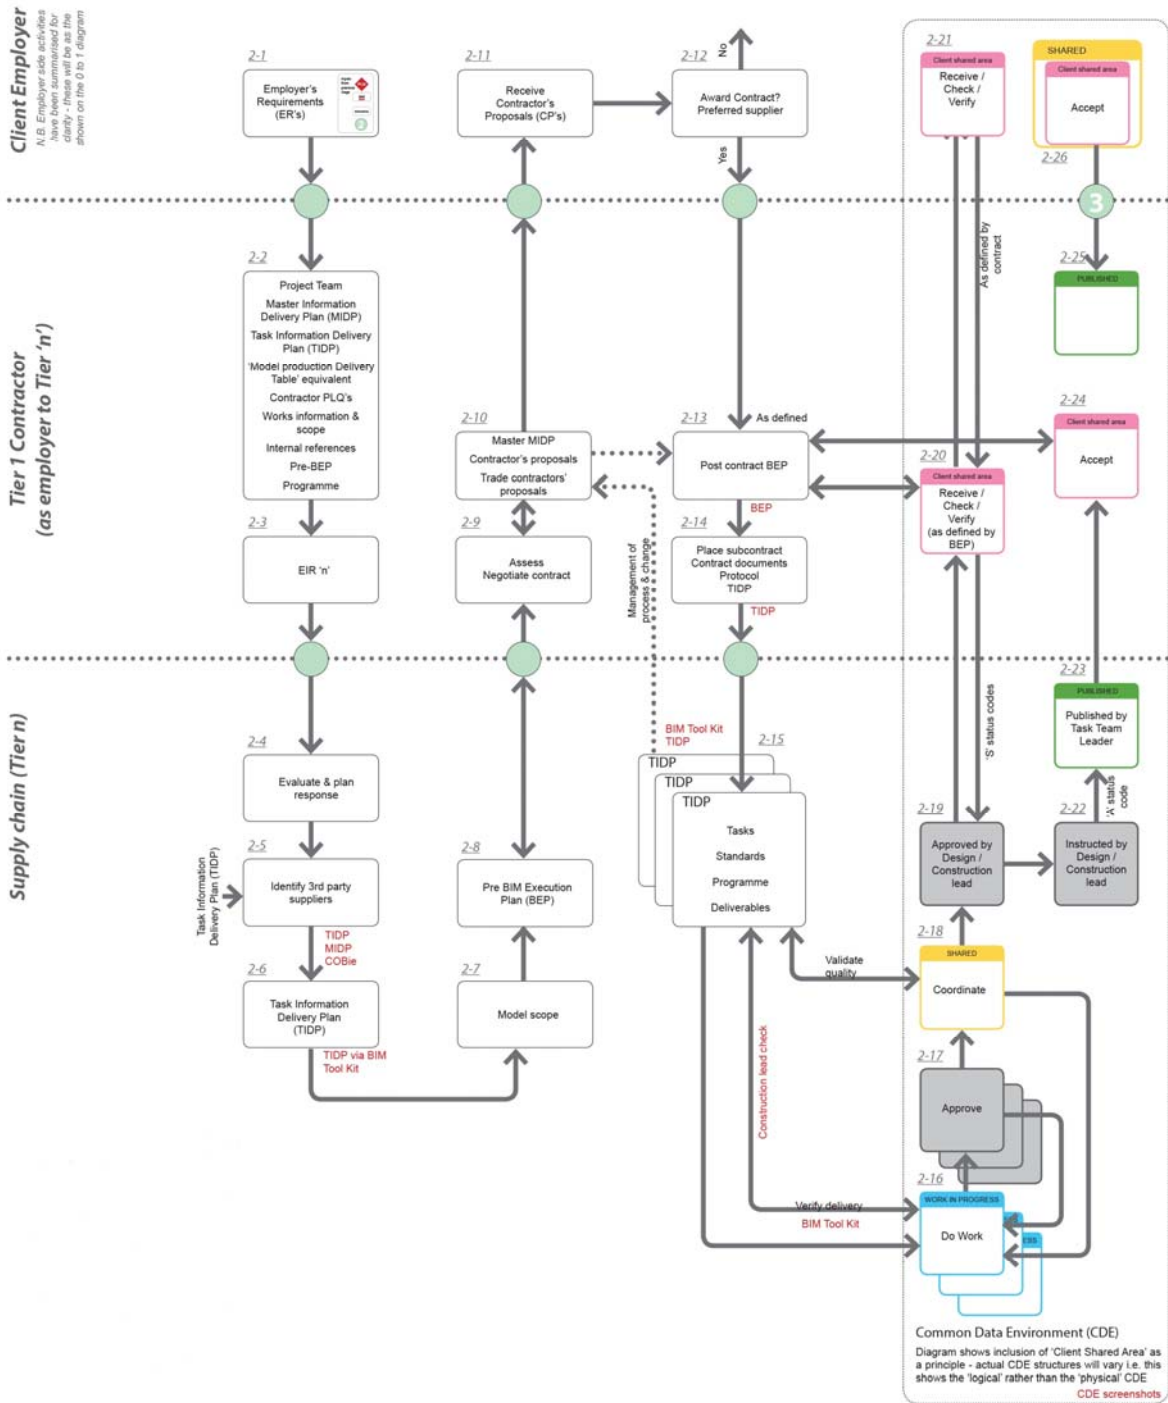 Client Employer
N.B. Employer side activities
have been summarised for
clarity - these will be as the
shown on the 0 to 1 diagram
2-1
Employer's
Requirements
(ER's)
2-11
Receive
Contractor's
Proposals (CP's)
2-12
No
Award Contract?
Preferred supplier
Yes
2-21
Client shared area
Receive /
Check /
Verify
SHARED
Client shared area
Accept
2-26
3
Tier 1 Contractor
(as employer to Tier 'n')
2-2
Project Team
Master Information
Delivery Plan (MIDP)
Task Information Delivery
Plan (TIDP)
'Model production Delivery
Table' equivalent
Contractor PLQ's
Works information &
scope
Internal references
Pre-BEP
Programme
2-3
EIR 'n'
2-10
Master MIDP
Contractor's proposals
Trade contractors'
proposals
2-9
Assess
Negotiate contract
Management of
process & change
2-13
As defined
Post contract BEP
BEP
2-14
Place subcontract
Contract documents
Protocol
TIDP
TIDP
As defined by
contract
2-20
Client shared area
Receive /
Check /
Verify
(as defined by
BEP)
2-25
PUBLISHED
2-24
Client shared area
Accept
Supply chain (Tier n)
2-4
Evaluate & plan
response
2-5
Task Information
Delivery Plan (TIDP)
Identify 3rd party
suppliers
TIDP
MIDP
COBie
2-6
Task Information
Delivery Plan
(TIDP)
TIDP via BIM
Tool Kit
2-8
Pre BIM Execution
Plan (BEP)
2-7
Model scope
BIM Tool Kit
TIDP
2-15
TIDP
TIDP
TIDP
Tasks
Standards
Programme
Deliverables
Validate
quality
Construction lead check
Verify delivery
BIM Tool Kit
'S' status codes
2-23
PUBLISHED
Published by
Task Team
Leader
'A' status
code
2-19
Approved by
Design /
Construction
lead
2-22
Instructed by
Design /
Construction
lead
2-18
SHARED
Coordinate
2-17
Approve
2-16
WORK IN PROGRESS
Do Work
ESS
Common Data Environment (CDE)
Diagram shows inclusion of 'Client Shared Area' as
a principle - actual CDE structures will vary i.e. this
shows the 'logical' rather than the 'physical' CDE
CDE screenshots